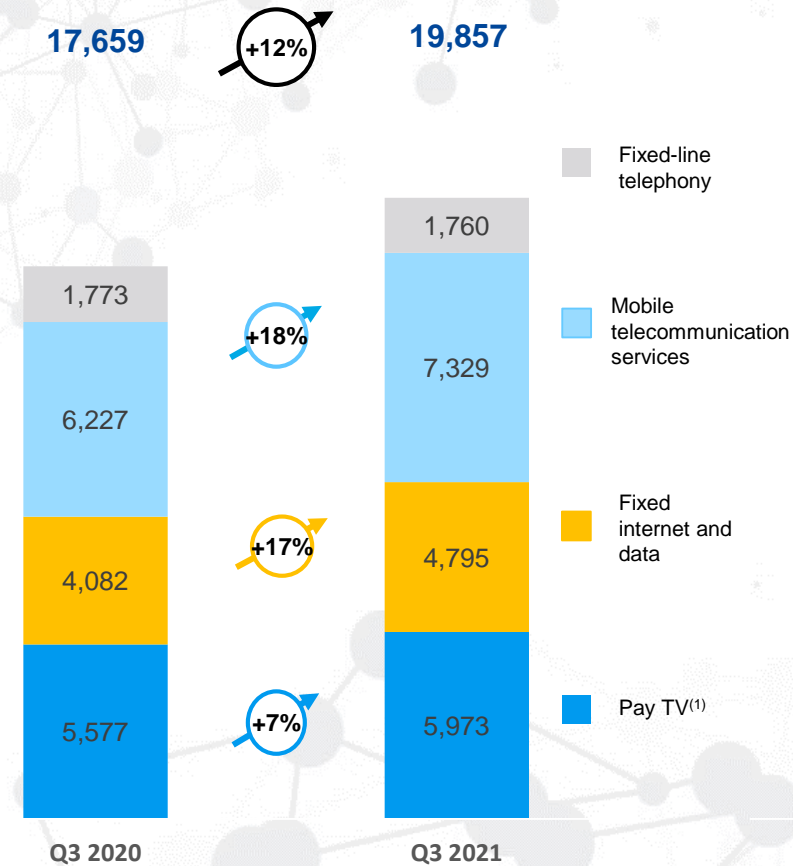 17,659
+12%
19,857
Fixed-line
telephony
1,760
1,773
Mobile
telecommunication
services
+18%
7,329
6,227
Fixed
internet and
data
+17%
4,795
4,082
Pay TV(1)
+7%
5,973
5,577
Q3 2020
Q3 2021